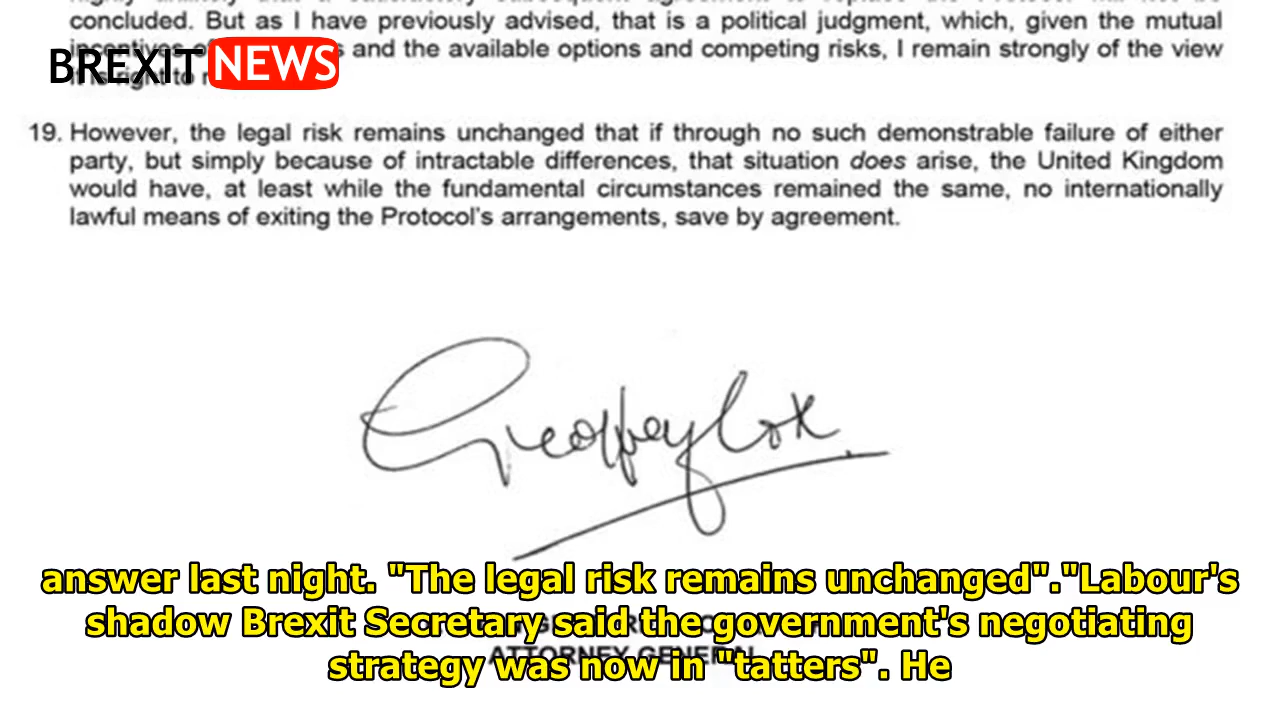 concluded. But as I have previously advised, that is a political judgment, which, given the mutual
BREXIT NEWS
and the available options and competing risks, I remain strongly of the view
19. However, the legal risk remains unchanged that if through no such demonstrable failure of either
party, but simply because of intractable differences, that situation does arise, the United Kingdom
would have, at least while the fundamental circumstances remained the same, no internationally
lawful means of exiting the Protocol's arrangements, save by agreement.
Geoffrey Cox
answer last night. "The legal risk remains unchanged"."Labour's
shadow Brexit Secretary said the government's negotiating
strategy was now in "tatters". He
ATTORNEY GENERAL